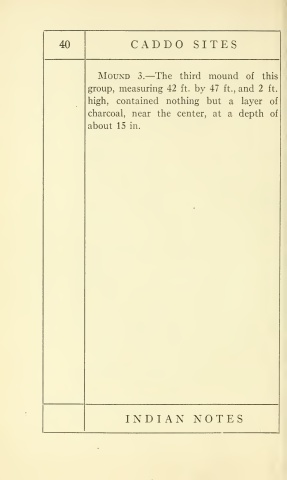 40 CADDO SITES
MOUND 3.—The third mound of this
group, measuring 42 ft. by 47 ft., and 2 ft.
high, contained nothing but a layer of
charcoal, near the center, at a depth of
about 15 in.
INDIAN NOTES